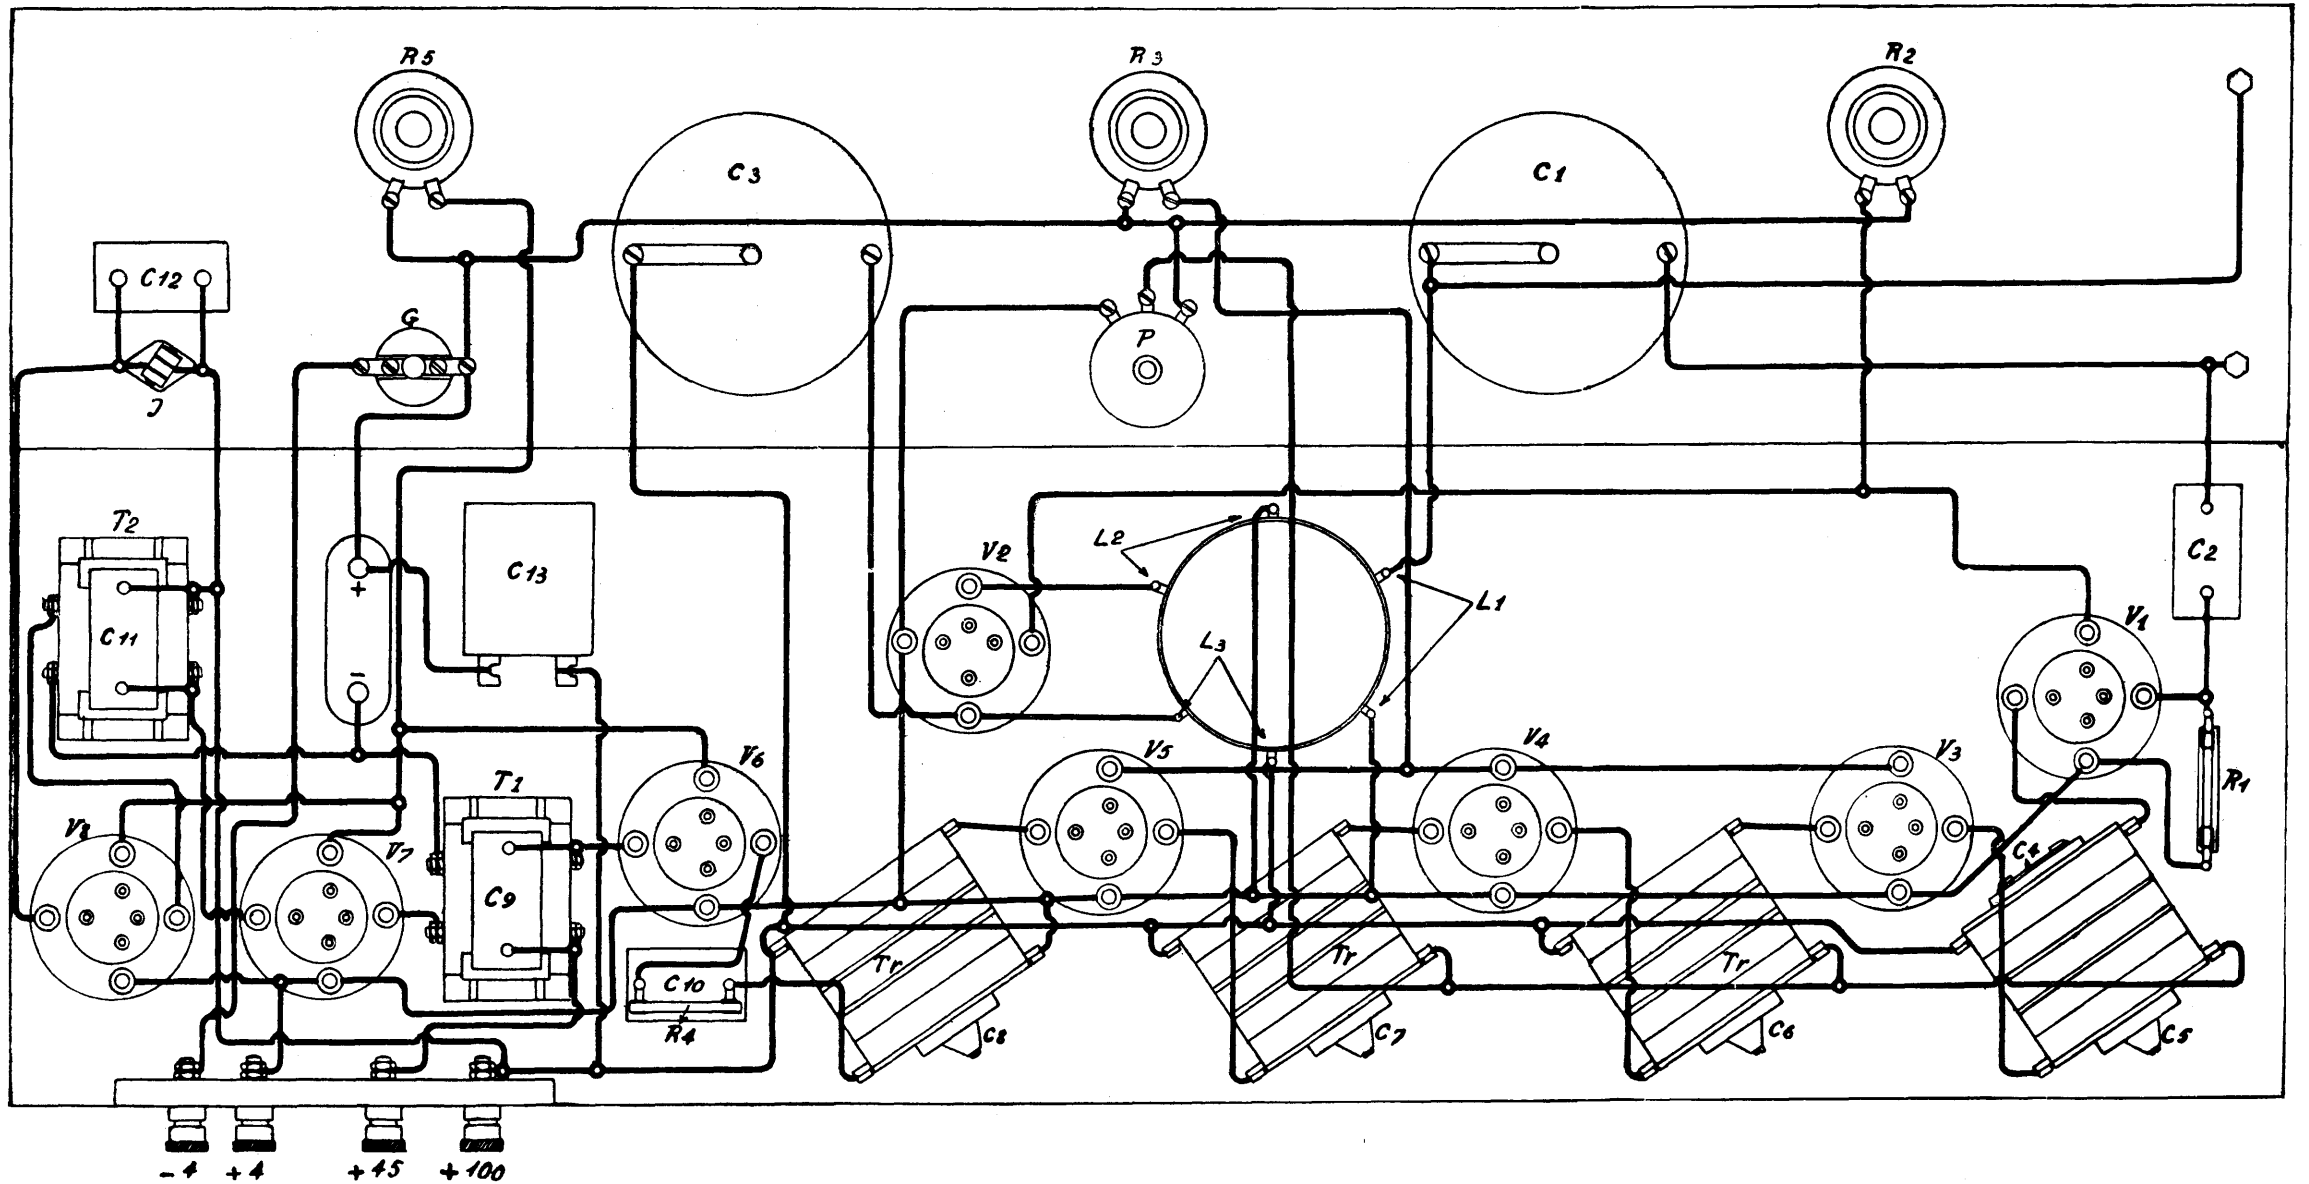 R5
R3
R2
C3
C1
C12
G
P
J
T2
C13
V2
L2
C2
C11
+
L1
V1
L3
-
V5
V4
V3
V6
T1
R1
V8
V7
C4
C9
Tr
Tr
Tr
C10
R4
C8
C7
C6
C5
-4
+4
+45
+100